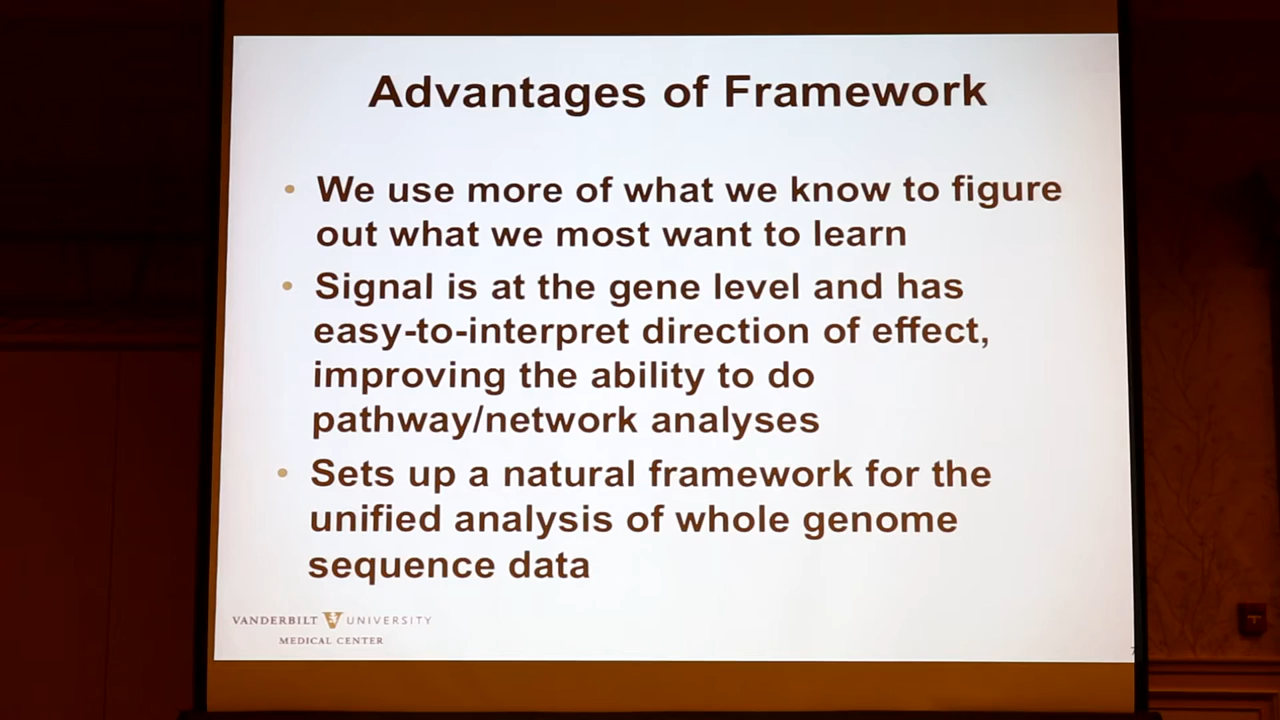 Advantages of Framework
• We use more of what we know to figure
out what we most want to learn
• Signal is at the gene level and has
easy-to-interpret direction of effect,
improving the ability to do
pathway/network analyses
• Sets up a natural framework for the
unified analysis of whole genome
sequence data
VANDERBILT UNIVERSITY
MEDICAL CENTER